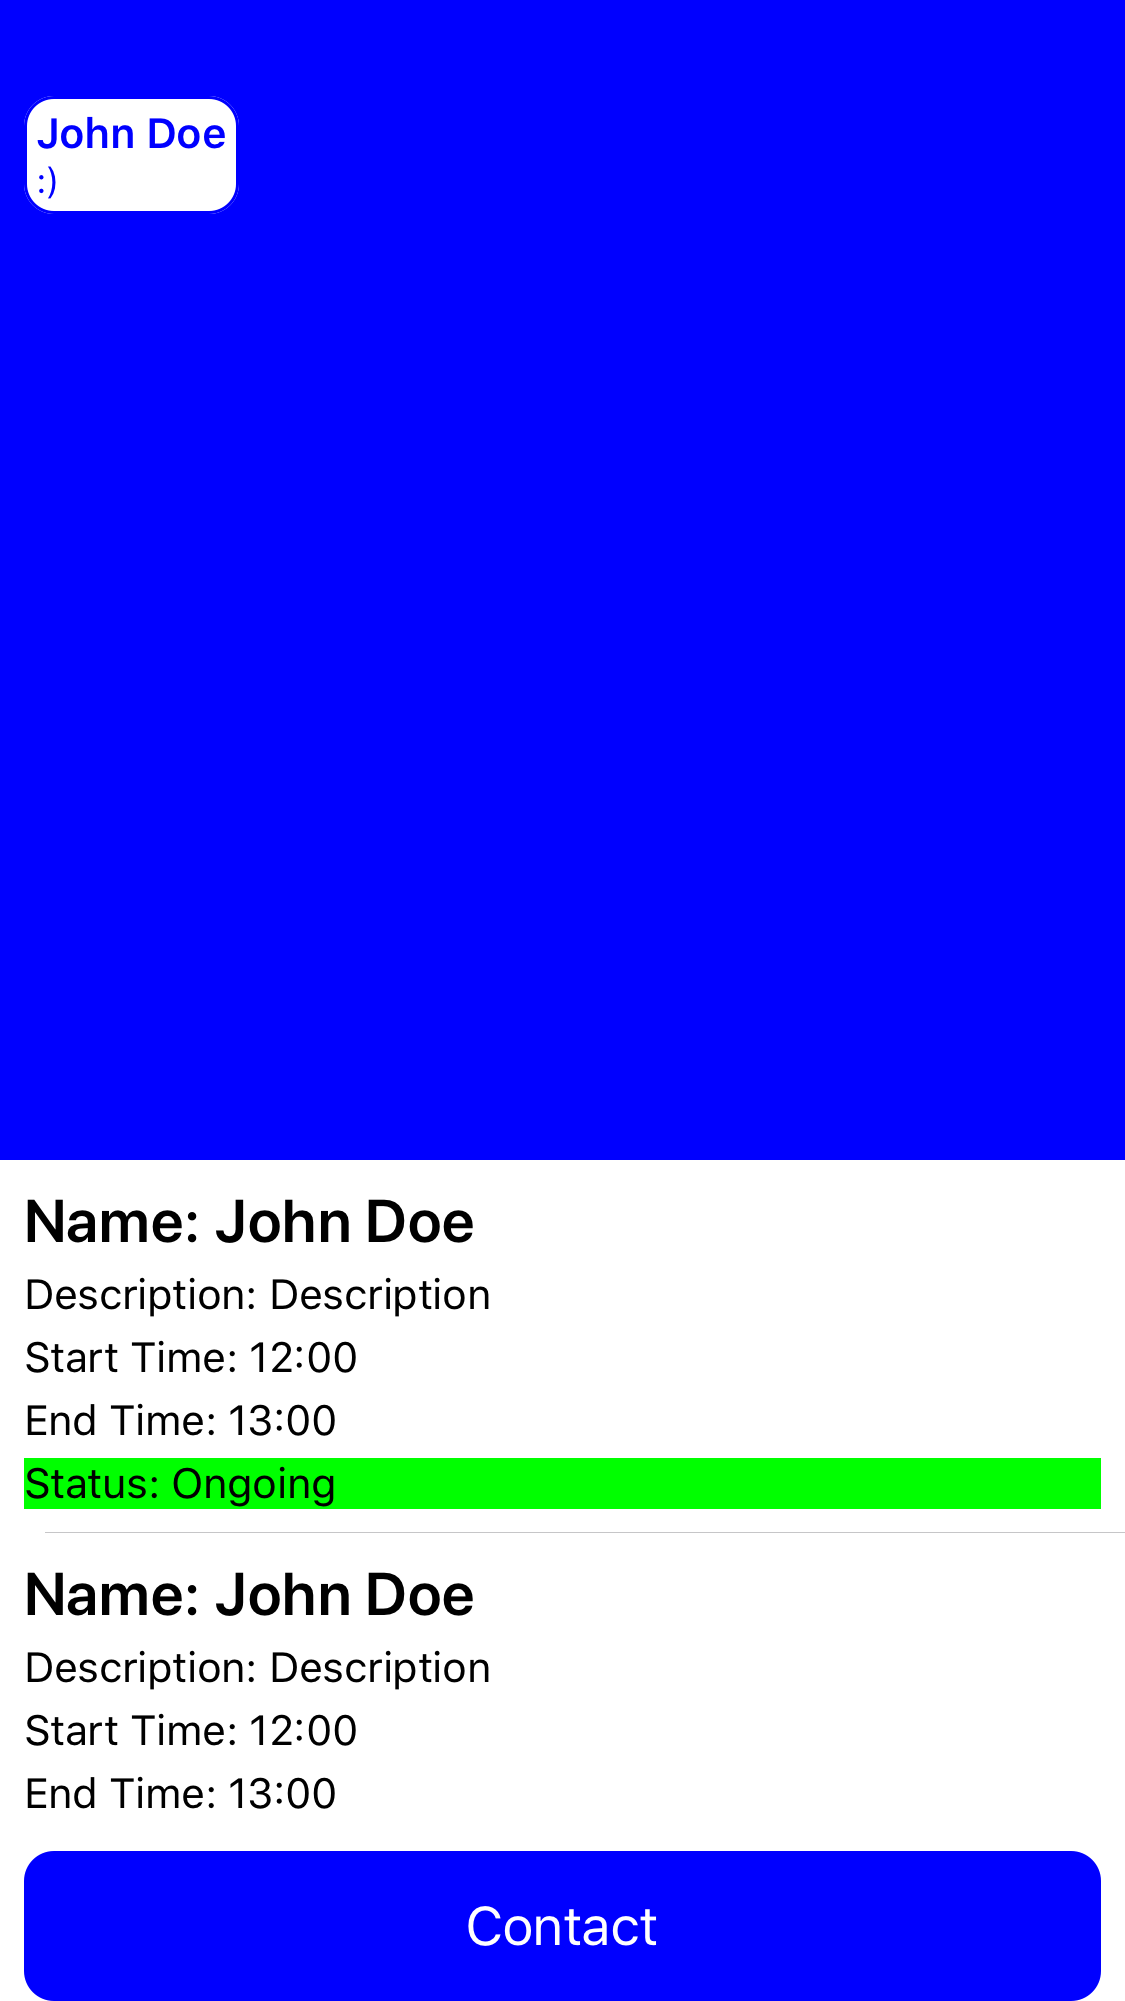 John Doe
:)
Name: John Doe
Description: Description
Start Time: 12:00
End Time: 13:00
Status: Ongoing
Name: John Doe
Description: Description
Start Time: 12:00
End Time: 13:00
Contact